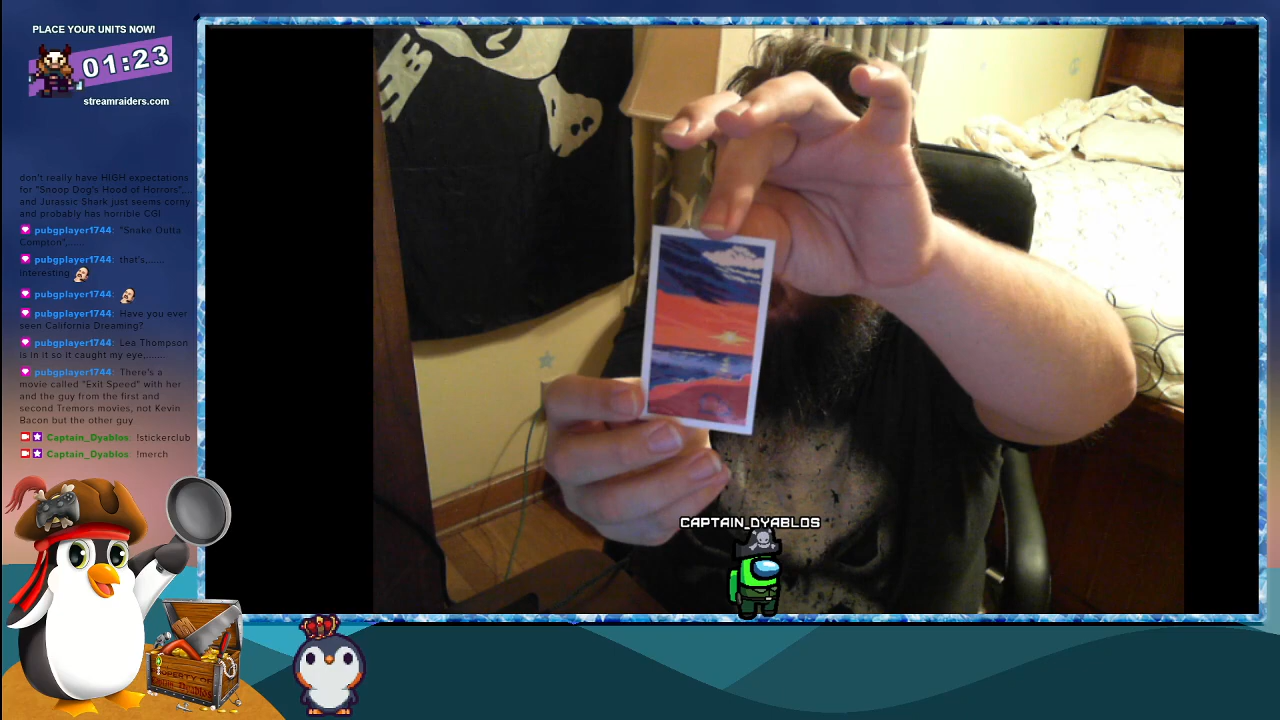 PLACE YOUR UNITS NOW!
01:23
streamraiders.com
don't really have HIGH expectations
for "Snoop Dog's Hood of Horrors",...
and Jurassic Shark just seems corny
and probably has horrible CGI
pubgplayer1744: "Snake Outta
Compton",......
pubgplayer1744: that's,......
interesting
pubgplayer1744:
pubgplayer1744: Have you ever
seen California Dreaming?
pubgplayer1744: Lea Thompson
is in it so it caught my eye,.......
pubgplayer1744: There's a
movie called "Exit Speed" with her
and the guy from the first and
second Tremors movies, not Kevin
Bacon but the other guy
Captain_Dyablos: !stickerclub
Captain_Dyablos: !merch
CAPTAIN_DYABLOS
PROPERTY OF